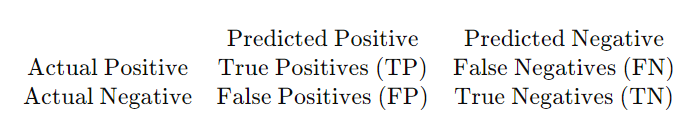 Predicted Positive Predicted Negative
Actual Positive True Positives (TP) False Negatives (FN)
Actual Negative False Positives (FP) True Negatives (TN)